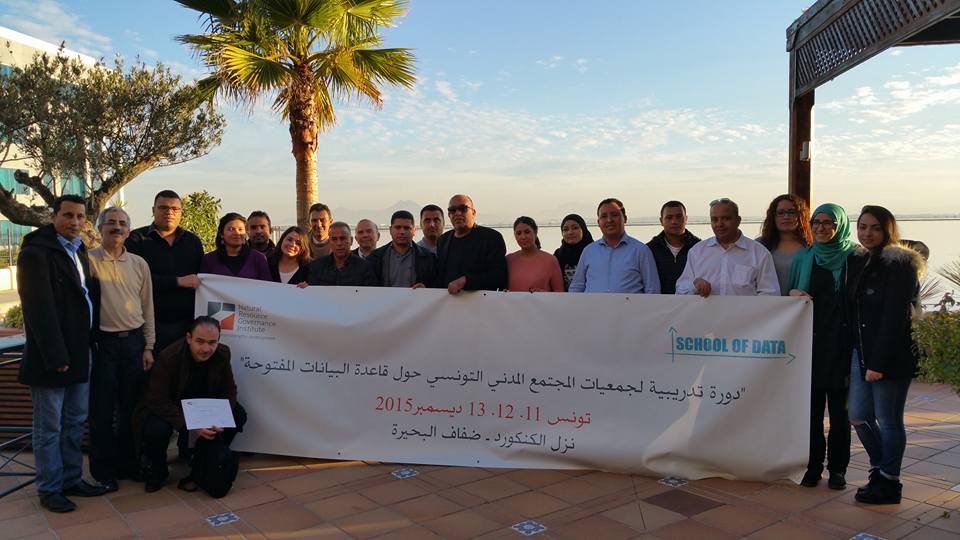 Natural
Resource
Governance
Institute
SCHOOL OF DATA
"دورة تدريبية لجمعيات المجتمع المدني التونسي حول قاعدة البيانات المفتوحة"
تونس 11. 12. 13 ديسمبر 2015
نزل الكنكورد - ضفاف البحيرة